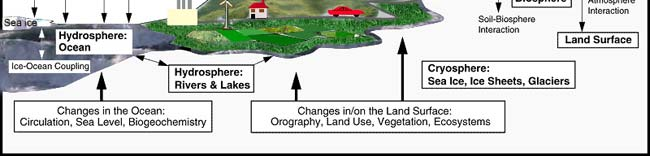 Biosphere
Atmosphere
Interaction
Sea ice
Soil-Biosphere
Interaction
Hydrosphere:
Ocean
Land Surface
Ice-Ocean Coupling
Hydrosphere:
Rivers & Lakes
Cryosphere:
Sea Ice, Ice Sheets, Glaciers
Changes in the Ocean:
Circulation, Sea Level, Biogeochemistry
Changes in/on the Land Surface:
Orography, Land Use, Vegetation, Ecosystems